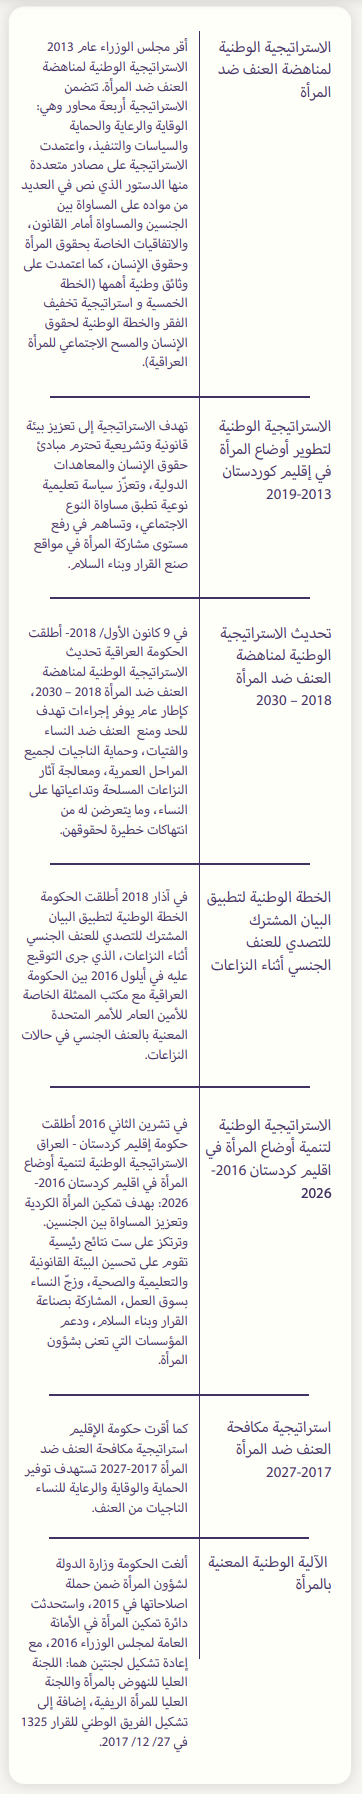 الاستراتيجية الوطنية
لمناهضة العنف ضد
المرأة
أقر مجلس الوزراء عام 2013
الاستراتيجية الوطنية لمناهضة
العنف ضد المرأة. تتضمن
الاستراتيجية أربعة محاور وهي:
الوقاية والرعاية والحماية
والسياسات والتنفيذ، واعتمدت
الاستراتيجية على مصادر متعددة
منها الدستور الذي نص في العديد
من مواده على المساواة بين
الجنسين والمساواة أمام القانون،
والاتفاقيات الخاصة بحقوق المرأة
وحقوق الإنسان، كما اعتمدت على
وثائق وطنية أهمها (الخطة
الخمسية و استراتيجية تخفيف
الفقر والخطة الوطنية لحقوق
الإنسان والمسح الاجتماعي للمرأة
العراقية).
الاستراتيجية الوطنية
لتطوير أوضاع المرأة
في إقليم كوردستان
2019-2013
تهدف الاستراتيجية إلى تعزيز بيئة
قانونية وتشريعية تحترم مبادئ
حقوق الإنسان والمعاهدات
الدولية، وتعزّز سياسة تعليمية
نوعية تطبق مساواة النوع
الاجتماعي، وتساهم في رفع
مستوى مشاركة المرأة في مواقع
صنع القرار وبناء السلام.
تحديث الاستراتيجية
الوطنية لمناهضة
العنف ضد المرأة
2018 – 2030
في 9 كانون الأول/ 2018- أطلقت
الحكومة العراقية تحديث
الاستراتيجية الوطنية لمناهضة
العنف ضد المرأة 2018 – 2030،
كإطار عام يوفر إجراءات تهدف
للحد ومنع العنف ضد النساء
والفتيات، وحماية الناجيات لجميع
المراحل العمرية، ومعالجة آثار
النزاعات المسلحة وتداعياتها على
النساء، وما يتعرضن له من
انتهاكات خطيرة لحقوقهن.
الخطة الوطنية لتطبيق
البيان المشترك
للتصدي للعنف
الجنسي أثناء النزاعات
في آذار 2018 أطلقت الحكومة
الخطة الوطنية لتطبيق البيان
المشترك للتصدي للعنف الجنسي
أثناء النزاعات، الذي جرى التوقيع
عليه في أيلول 2016 بين الحكومة
العراقية مع مكتب الممثلة الخاصة
للأمين العام للأمم المتحدة
المعنية بالعنف الجنسي في حالات
النزاعات.
الاستراتيجية الوطنية
لتنمية أوضاع المرأة في
اقليم كردستان 2016-
2026
في تشرين الثاني 2016 أطلقت
حكومة إقليم كردستان - العراق
الاستراتيجية الوطنية لتنمية أوضاع
المرأة في اقليم كردستان 2016-
2026: بهدف تمكين المرأة الكردية
وتعزيز المساواة بين الجنسين.
وترتكز على ست نتائج رئيسية
تقوم على تحسين البيئة القانونية
والتعليمية والصحية، وزجّ النساء
بسوق العمل، المشاركة بصناعة
القرار وبناء السلام، ودعم
المؤسسات التي تعنى بشؤون
المرأة.
استراتيجية مكافحة
العنف ضد المرأة
2027-2017
كما أقرت حكومة الإقليم
استراتيجية مكافحة العنف ضد
المرأة 2017-2027 تستهدف توفير
الحماية والوقاية والرعاية للنساء
الناجيات من العنف.
الآلية الوطنية المعنية
بالمرأة
ألغت الحكومة وزارة الدولة
لشؤون المرأة ضمن حملة
اصلاحاتها في 2015، واستحدثت
دائرة تمكين المرأة في الأمانة
العامة لمجلس الوزراء 2016، مع
إعادة تشكيل لجنتين هما: اللجنة
العليا للنهوض بالمرأة واللجنة
العليا للمرأة الريفية، إضافة إلى
تشكيل الفريق الوطني للقرار 1325
في 27/ 12/ 2017.